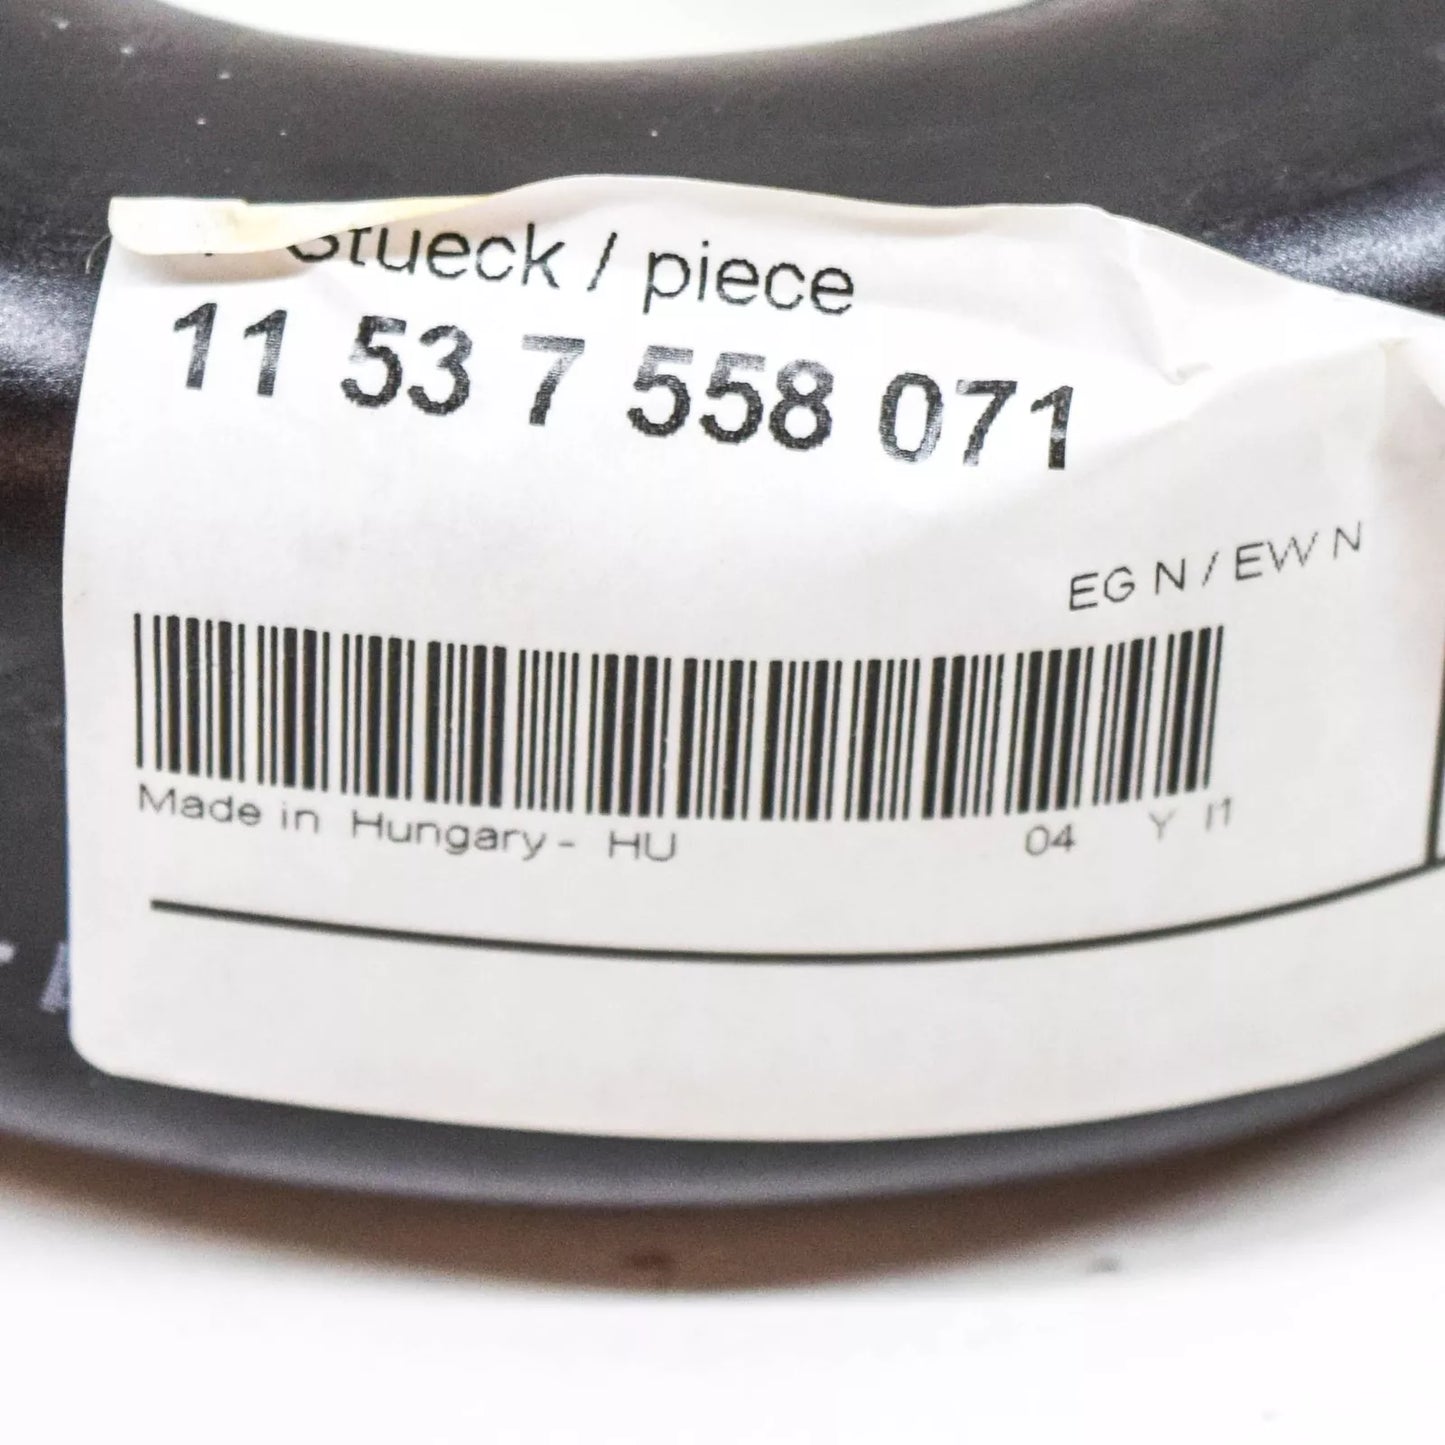 Stueck / piece
11 53 7 558 071
EG N / EW N
Made in Hungary - HU 04 Y I1